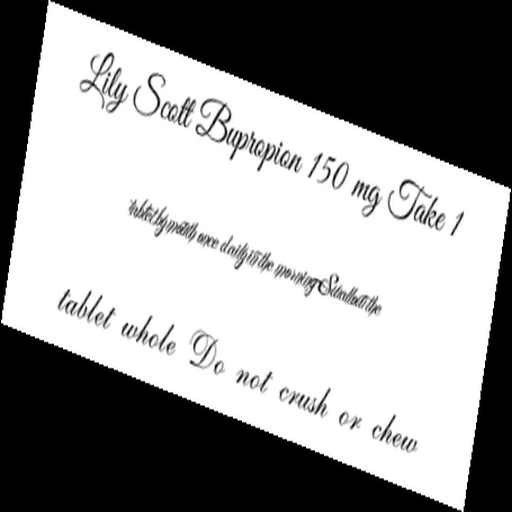 Lily Scott Bupropion 150 mg Take 1
tablet by mouth once daily in the morning Swallow the
tablet whole Do not crush or chew